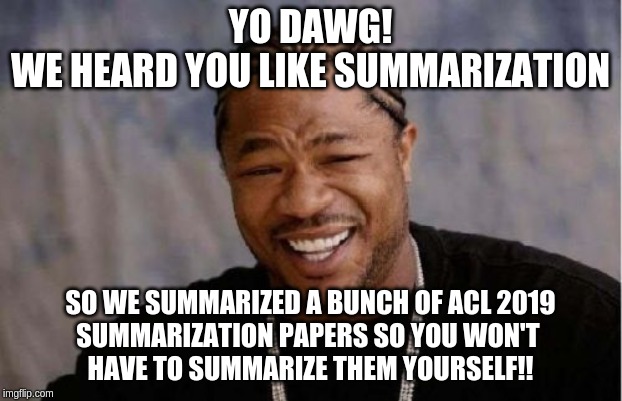 YO DAWG!
WE HEARD YOU LIKE SUMMARIZATION
SO WE SUMMARIZED A BUNCH OF ACL 2019
SUMMARIZATION PAPERS SO YOU WON'T
HAVE TO SUMMARIZE THEM YOURSELF!!
imgflip.com